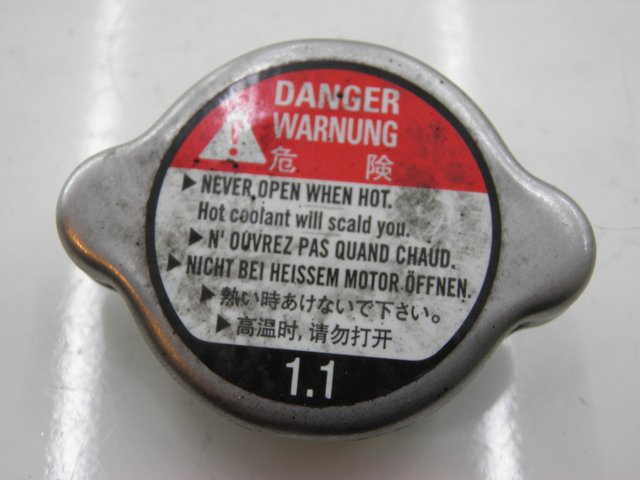 DANGER
WARNUNG
危 険
NEVER OPEN WHEN HOT.
Hot coolant will scald you.
N' OUVREZ PAS QUAND CHAUD.
NICHT BEI HEISSEM MOTOR ÖFFNEN.
熱い時あけないで下さい。
高温时, 请勿打开
1.1